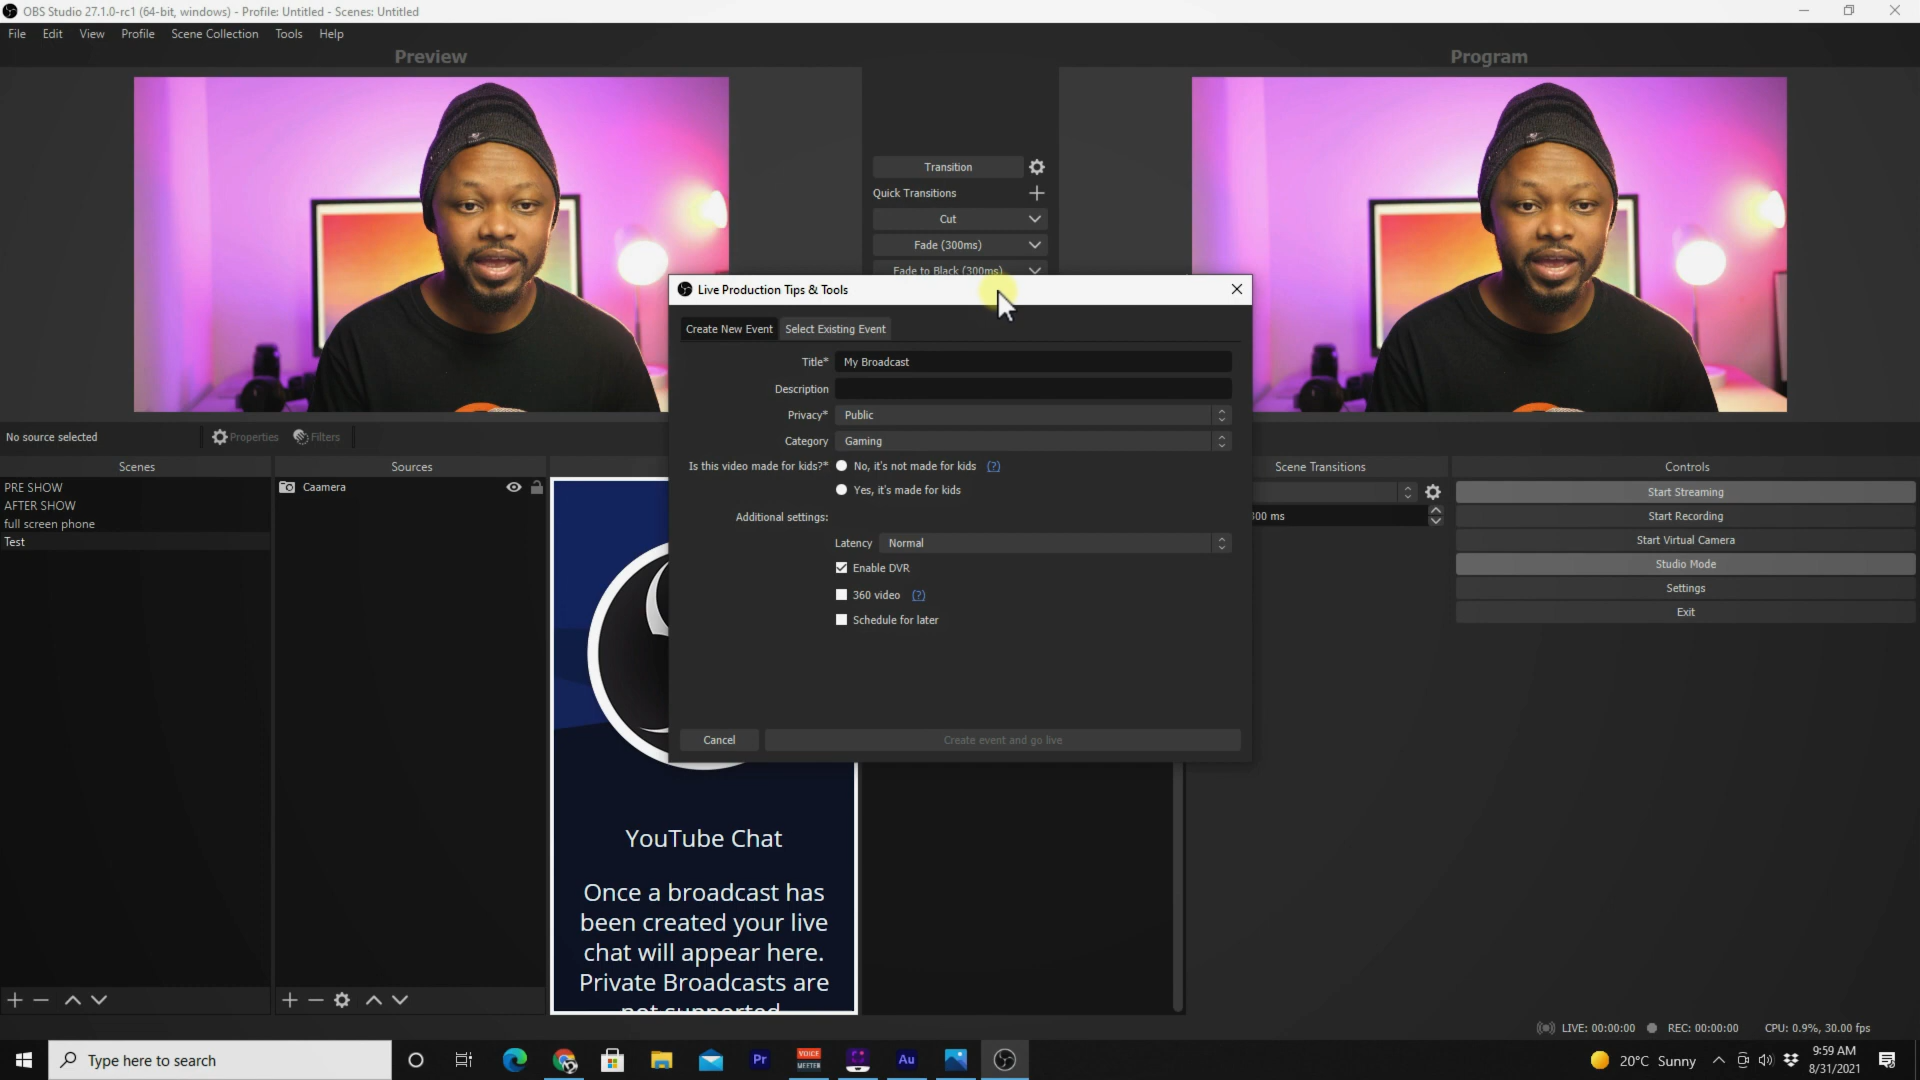 OBS Studio 27.1.0-rc1 (64-bit, windows) - Profile: Untitled - Scenes: Untitled
File Edit View Profile Scene Collection Tools Help
Preview
Program
Transition
Quick Transitions
Cut
Fade (300ms)
Fade to Black (300ms)
Live Production Tips & Tools
Create New Event Select Existing Event
Title* My Broadcast
Description
Privacy* Public
Category Gaming
Is this video made for kids?* No, it's not made for kids (?)
Yes, it's made for kids
Additional settings:
Latency Normal
Enable DVR
360 video (?)
Schedule for later
Cancel Create event and go live
No source selected Properties Filters
Scenes
PRE SHOW
AFTER SHOW
full screen phone
Test
Sources
Caamera
YouTube Chat
Once a broadcast has
been created your live
chat will appear here.
Private Broadcasts are
not supported
Scene Transitions
00 ms
Controls
Start Streaming
Start Recording
Start Virtual Camera
Studio Mode
Settings
Exit
LIVE: 00:00:00 REC: 00:00:00 CPU: 0.9%, 30.00 fps
Type here to search
Pr
VOICE
MEETER
Au
20°C Sunny
9:59 AM
8/31/2021